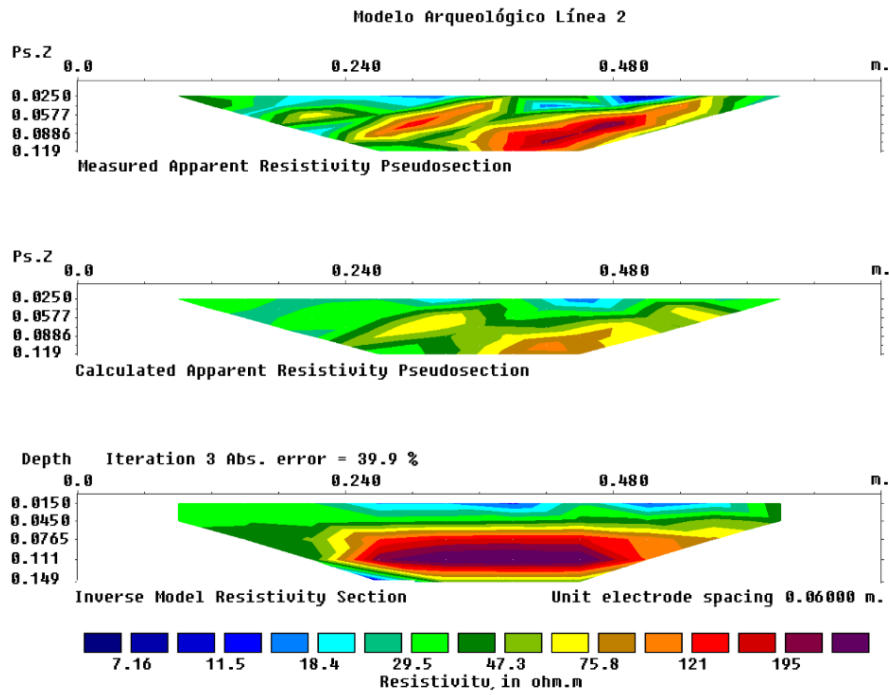 Modelo Arqueológico Línea 2
Ps.Z 0.0 0.240 0.480 m.
0.0250
0.0577
0.0886
0.119
Measured Apparent Resistivity Pseudosection
Ps.Z 0.0 0.240 0.480 m.
0.0250
0.0577
0.0886
0.119
Calculated Apparent Resistivity Pseudosection
Depth Iteration 3 Abs. error = 39.9 %
0.0 0.240 0.480 m.
0.0150
0.0450
0.0765
0.111
0.149
Inverse Model Resistivity Section Unit electrode spacing 0.06000 m.
7.16 11.5 18.4 29.5 47.3 75.8 121 195
Resistivity, in ohm.m